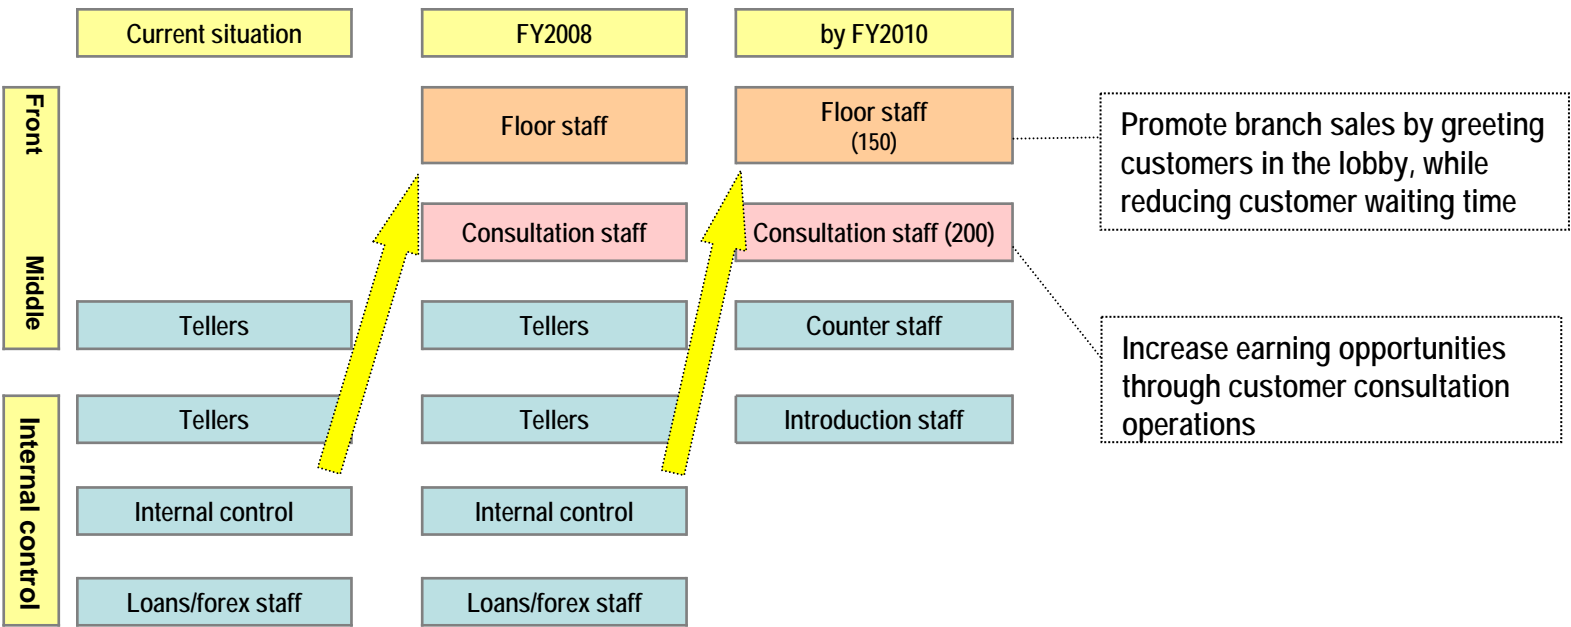 Current situation
FY2008
by FY2010
Front
Middle
Floor staff
Floor staff
(150)
Promote branch sales by greeting
customers in the lobby, while
reducing customer waiting time
Consultation staff
Consultation staff (200)
Tellers
Tellers
Counter staff
Increase earning opportunities
through customer consultation
operations
Internal control
Tellers
Tellers
Introduction staff
Internal control
Internal control
Loans/forex staff
Loans/forex staff